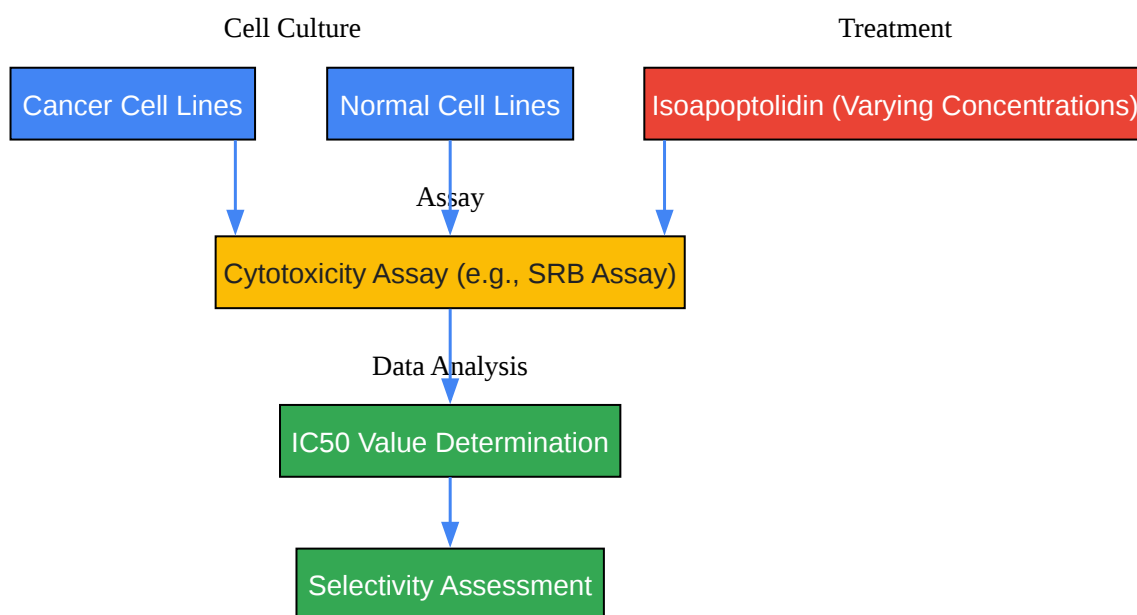 Cell Culture
Treatment
Cancer Cell Lines
Normal Cell Lines
Isoapoptolidin (Varying Concentrations)
Assay
Cytotoxicity Assay (e.g., SRB Assay)
Data Analysis
IC50 Value Determination
Selectivity Assessment